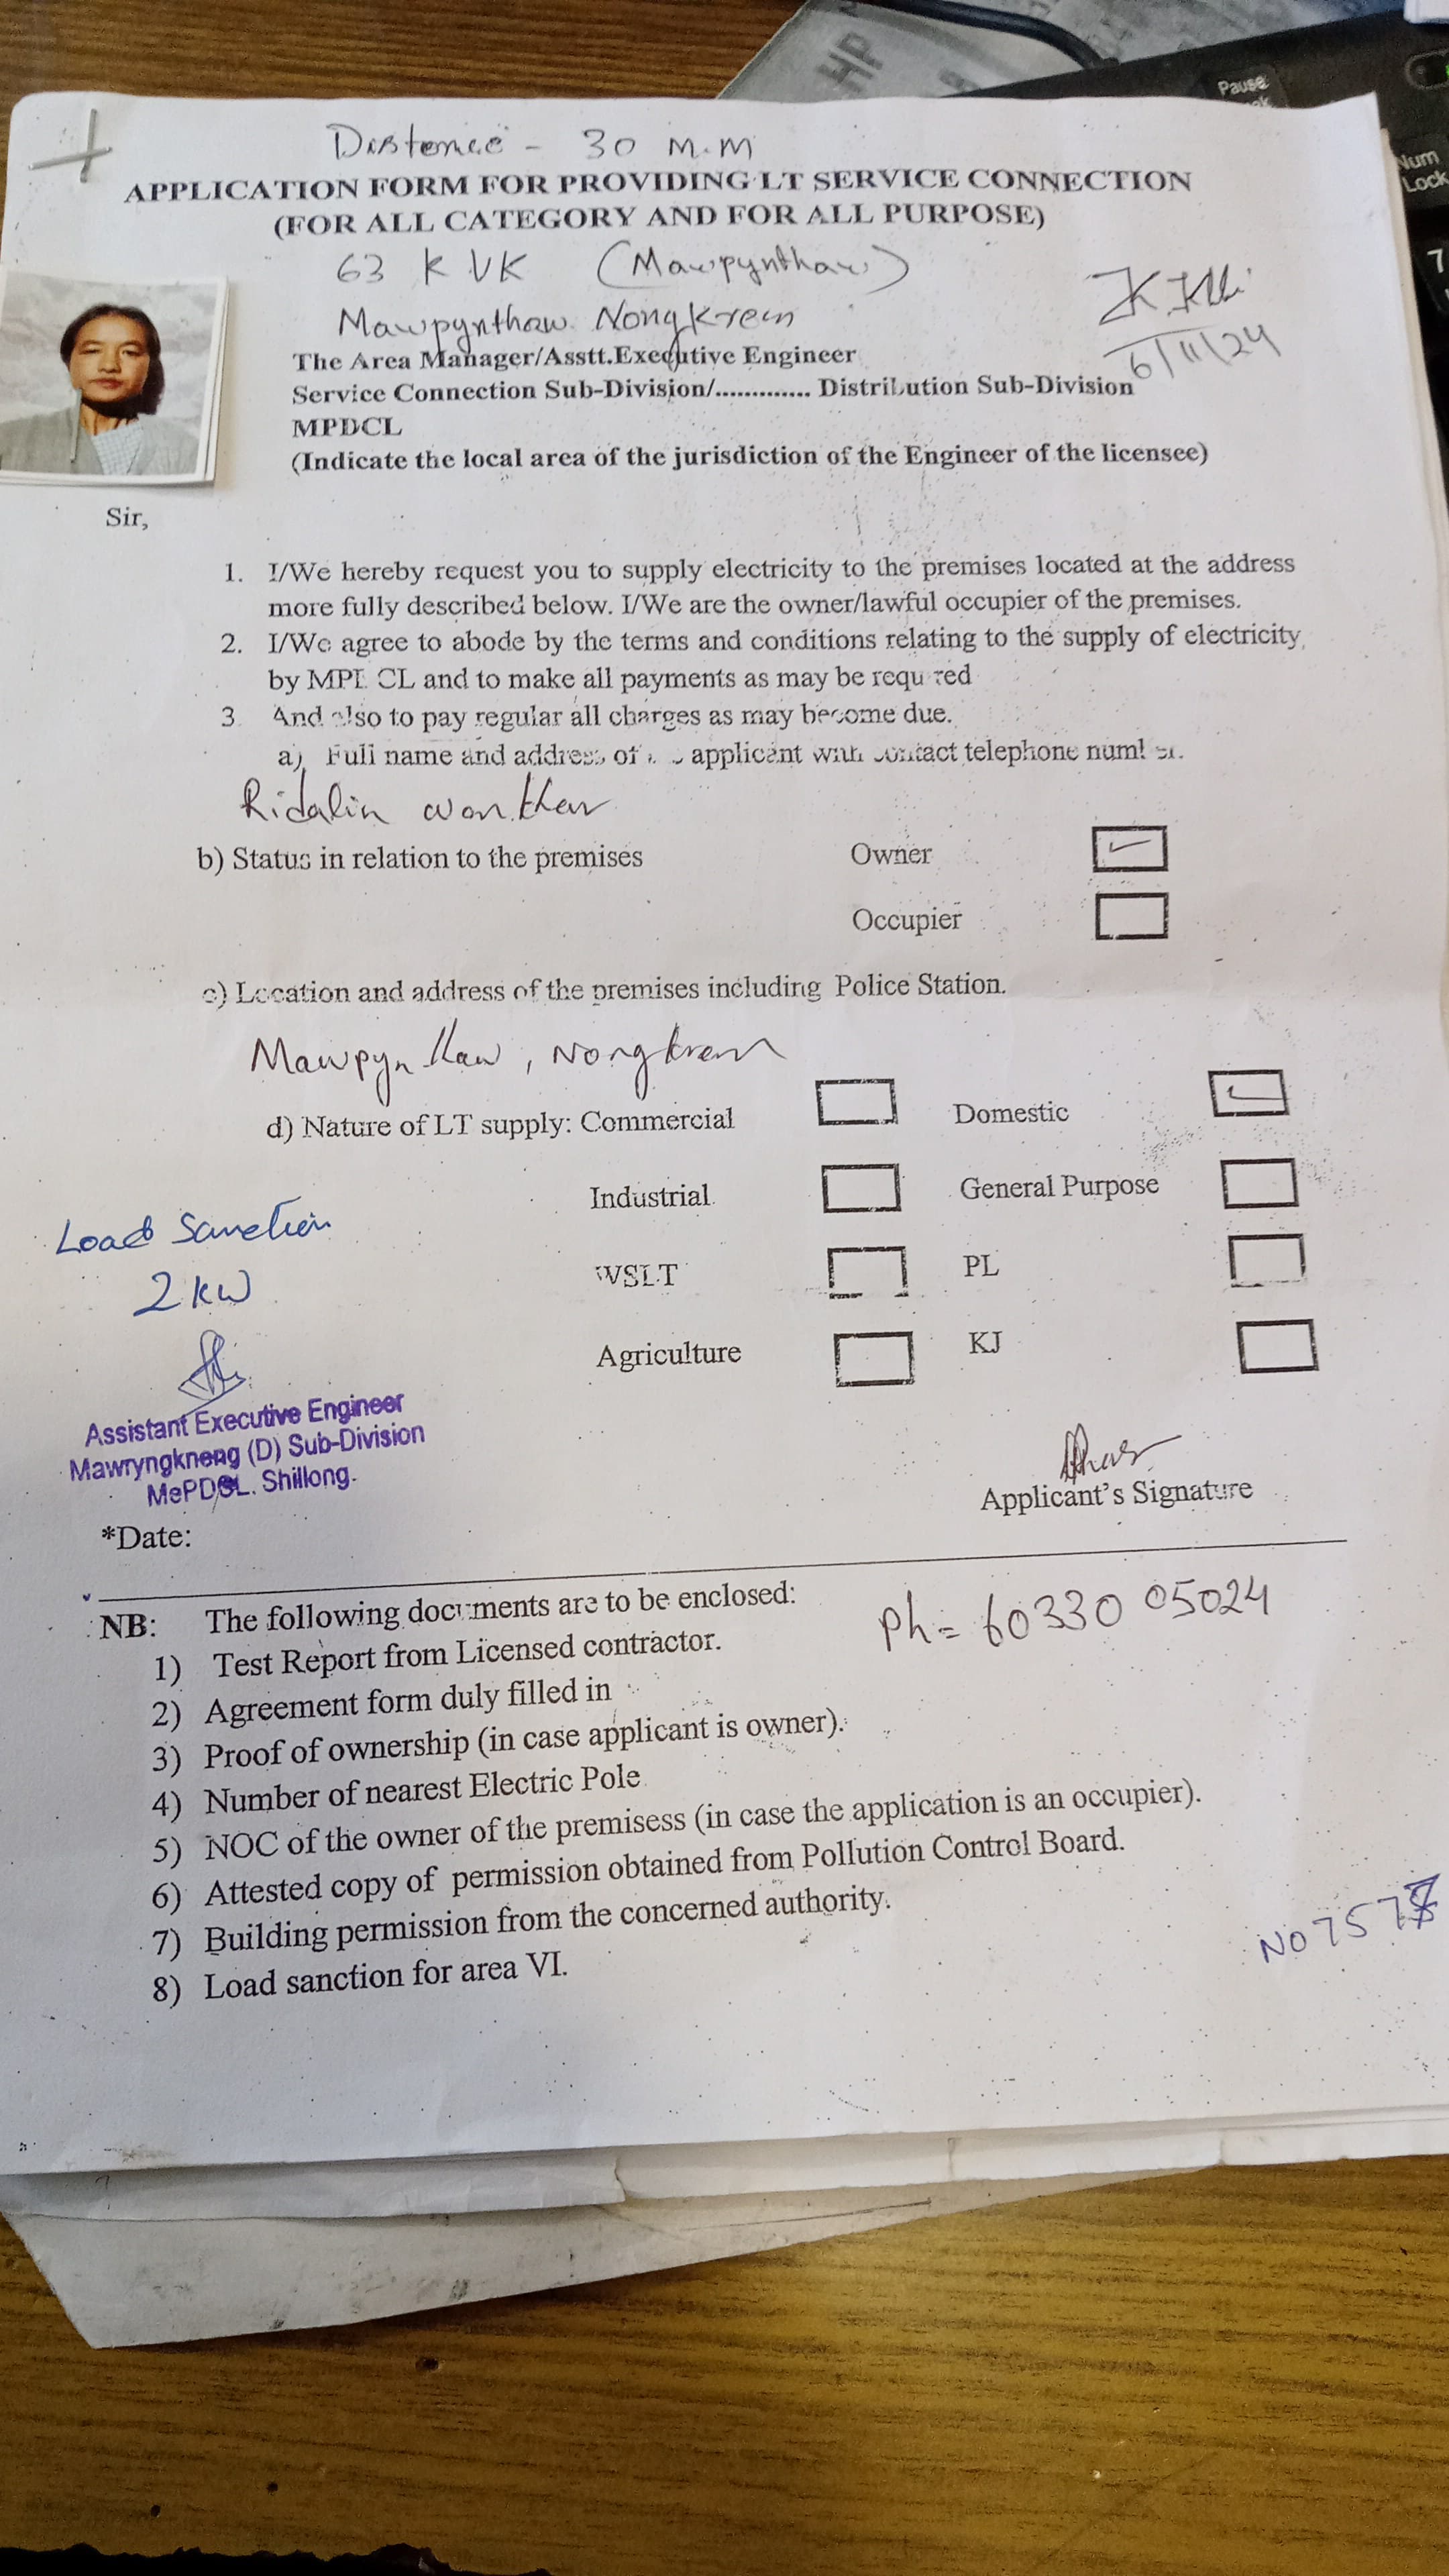 HP
Pause
Num
Lock
7
Distence - 30 M.M
APPLICATION FORM FOR PROVIDING LT SERVICE CONNECTION
(FOR ALL CATEGORY AND FOR ALL PURPOSE)
63 K VK (Mawpynthaw)
Mawpynthaw Nongkrem
6/11/24
The Area Manager/Asstt.Executive Engineer
Service Connection Sub-Division/............. Distribution Sub-Division
MPDCL
(Indicate the local area of the jurisdiction of the Engineer of the licensee)
Sir,
1. I/We hereby request you to supply electricity to the premises located at the address
more fully described below. I/We are the owner/lawful occupier of the premises.
2. I/We agree to abode by the terms and conditions relating to the supply of electricity
by MPDCL and to make all payments as may be required
3 And also to pay regular all charges as may become due.
a) Full name and address of applicant with contact telephone number.
Ridalin
b) Status in relation to the premises Owner
Occupier
c) Location and address of the premises including Police Station.
Mawpynthaw, Nongkrem
d) Nature of LT supply: Commercial Domestic
Industrial General Purpose
Load Sanction
2 KW
WSLT PL
Agriculture KJ
Assistant Executive Engineer
Mawryngkneng (D) Sub-Division
MePDCL. Shillong.
Applicant's Signature
*Date:
NB: The following documents are to be enclosed:
Ph = 60330 05024
1) Test Report from Licensed contractor.
2) Agreement form duly filled in
3) Proof of ownership (in case applicant is owner).
4) Number of nearest Electric Pole
5) NOC of the owner of the premisess (in case the application is an occupier).
6) Attested copy of permission obtained from Pollution Control Board.
7) Building permission from the concerned authority.
8) Load sanction for area VI.